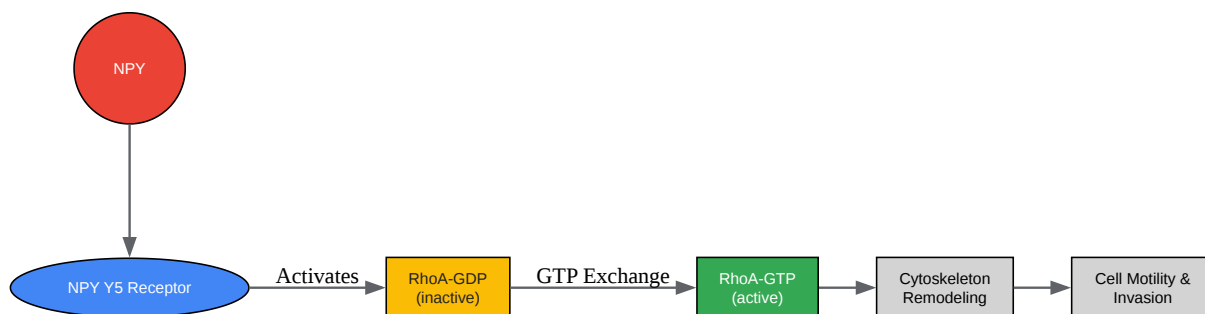 NPY
NPY Y5 Receptor
Activates
RhoA-GDP
(inactive)
GTP Exchange
RhoA-GTP
(active)
Cytoskeleton
Remodeling
Cell Motility &
Invasion